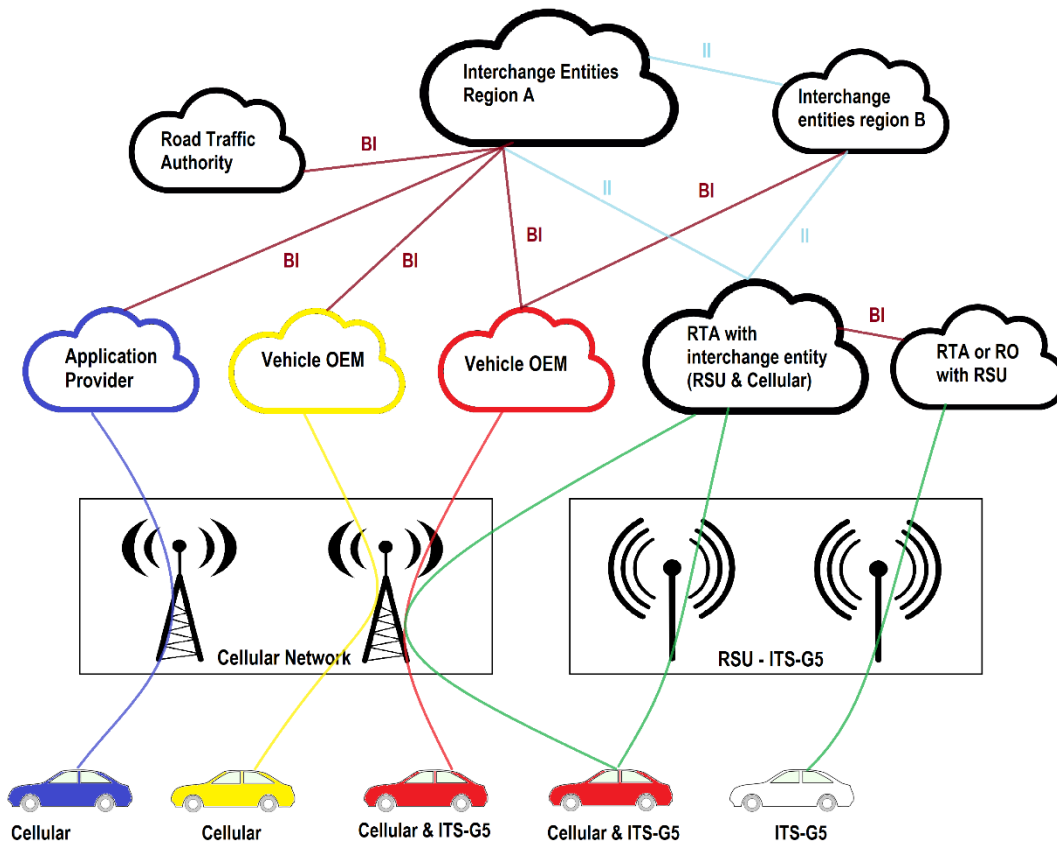 Interchange Entities
Region A
II
Interchange
entities region B
Road Traffic
Authority
BI
II
BI
II
BI
BI
BI
BI
Application
Provider
Vehicle OEM
Vehicle OEM
RTA with
interchange entity
(RSU & Cellular)
RTA or RO
with RSU
Cellular Network
RSU - ITS-G5
Cellular
Cellular
Cellular & ITS-G5
Cellular & ITS-G5
ITS-G5